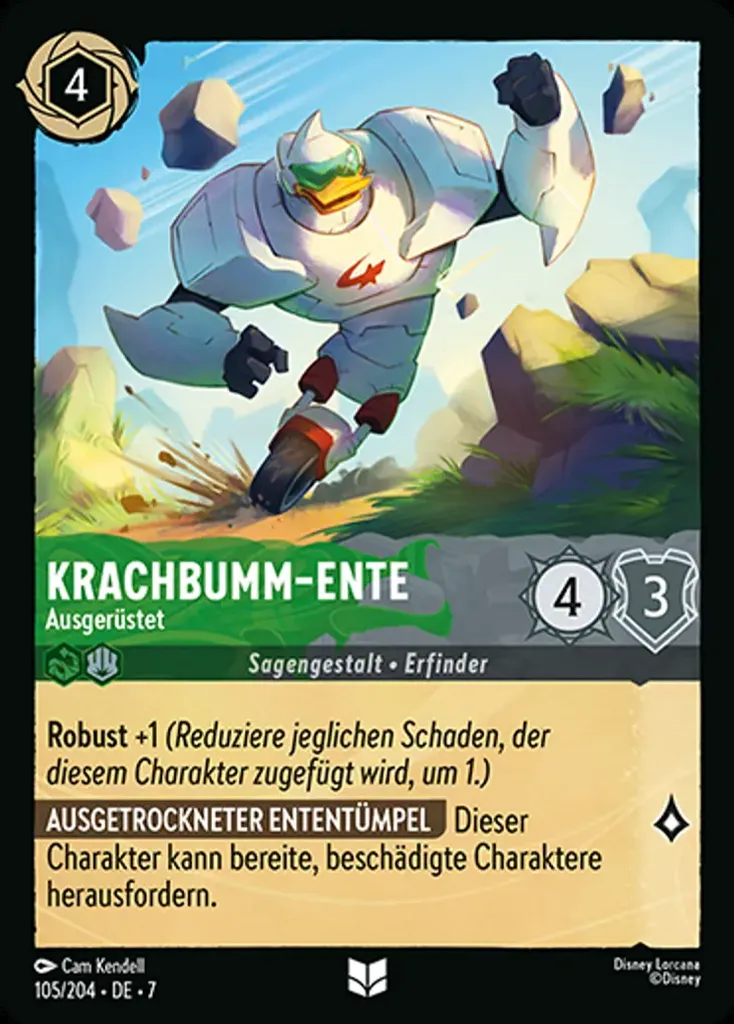 4
KRACHBUMM-ENTE
Ausgerüstet
4
3
Sagengestalt • Erfinder
Robust +1 (Reduziere jeglichen Schaden, der
diesem Charakter zugefügt wird, um 1.)
AUSGETROCKNETER ENTENTÜMPEL Dieser
Charakter kann bereite, beschädigte Charaktere
herausfordern.
Cam Kendell
105/204 • DE • 7
Disney Lorcana
©Disney